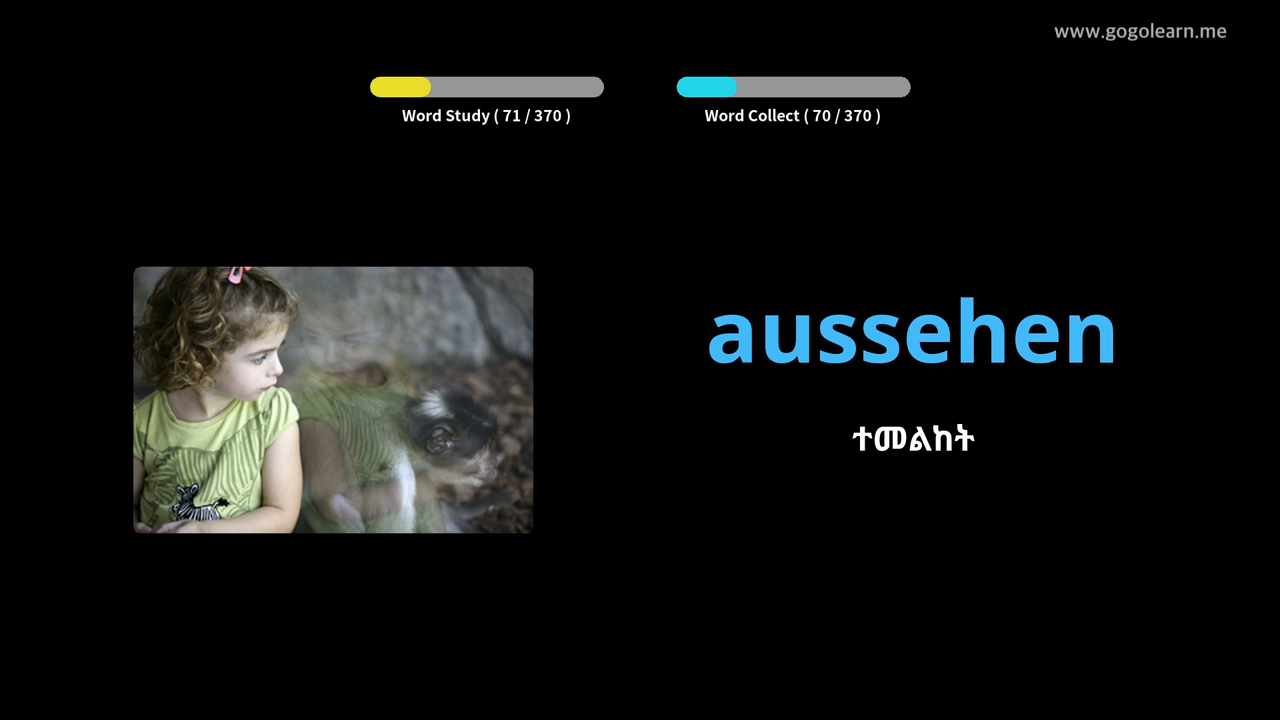 www.gogolearn.me
Word Study ( 71 / 370 )
Word Collect ( 70 / 370 )
aussehen
ተመልከት